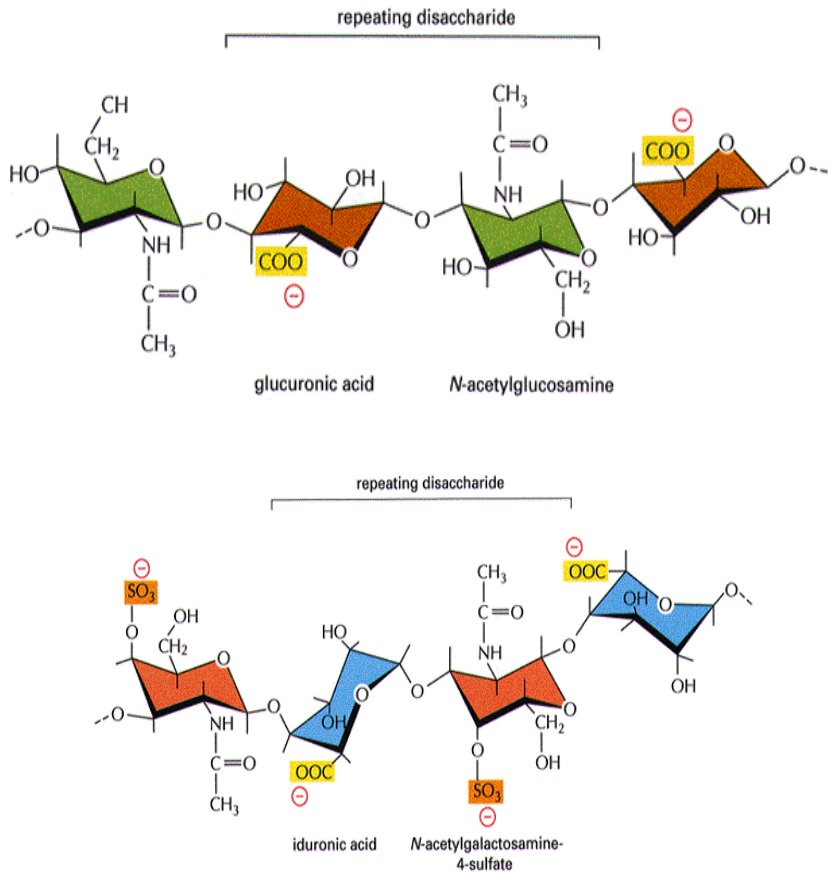 repeating disaccharide
CH
CH₂
HO
O
O
NH
C=O
CH₃
HO
OH
O
COO
−
O
CH₃
C=O
NH
O
HO
O
CH₂
OH
O
−
COO
O
O
HO
OH
glucuronic acid
N-acetylglucosamine
repeating disaccharide
−
SO₃
O
OH
CH₂
O
O
NH
C=O
CH₃
O
HO
O
OH
OOC
−
O
CH₃
C=O
NH
O
O
CH₂
OH
O
SO₃
−
−
OOC
OH
O
O
OH
iduronic acid
N-acetylgalactosamine-
4-sulfate